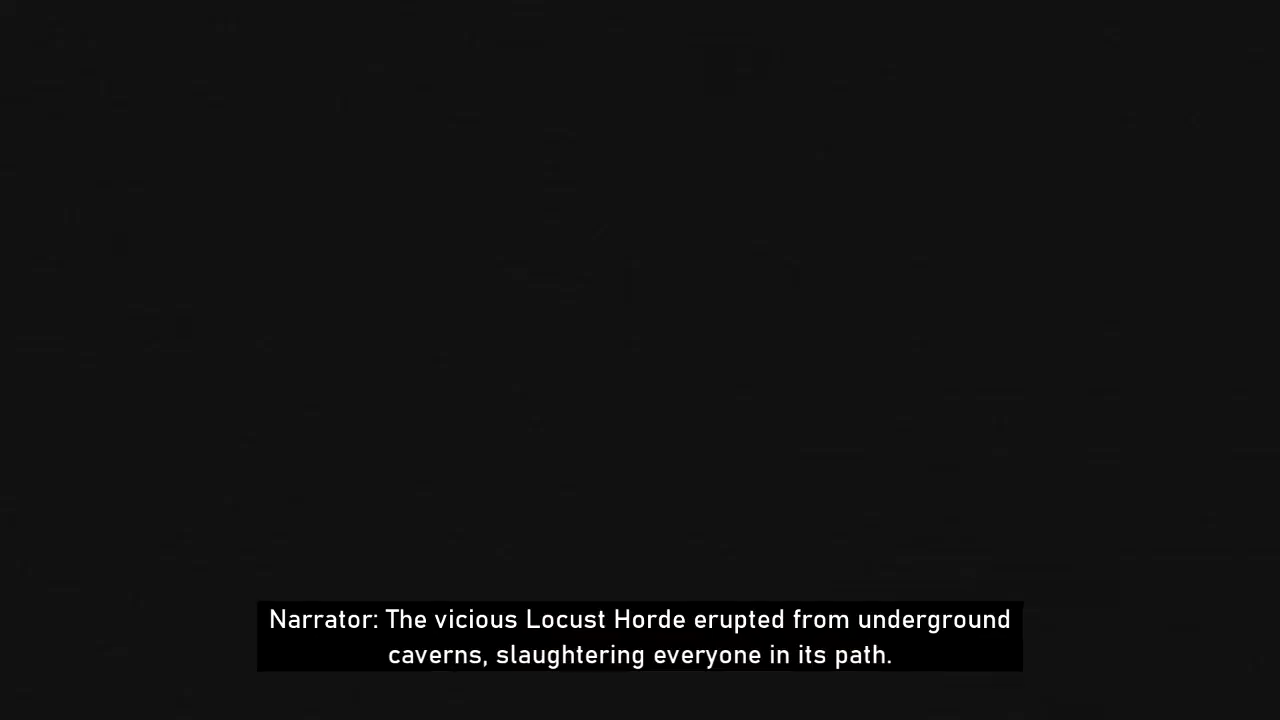 Narrator: The vicious Locust Horde erupted from underground
caverns, slaughtering everyone in its path.